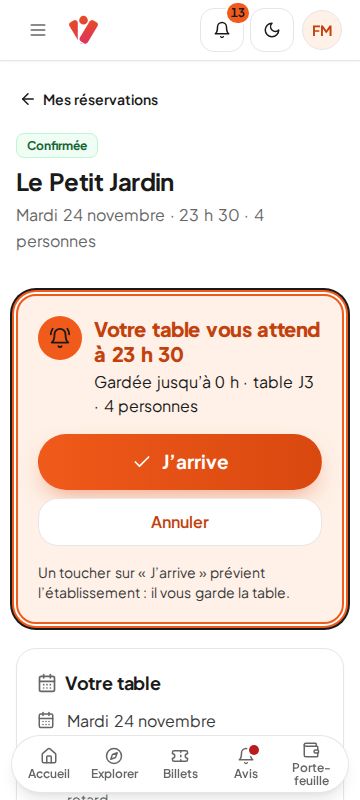 13
FM
Mes réservations
Confirmée
Le Petit Jardin
Mardi 24 novembre · 23 h 30 · 4
personnes
Votre table vous attend
à 23 h 30
Gardée jusqu’à 0 h · table J3
· 4 personnes
J’arrive
Annuler
Un toucher sur « J’arrive » prévient
l’établissement : il vous garde la table.
Votre table
Mardi 24 novembre
Accueil
Explorer
Billets
Avis
Porte-
feuille
retard